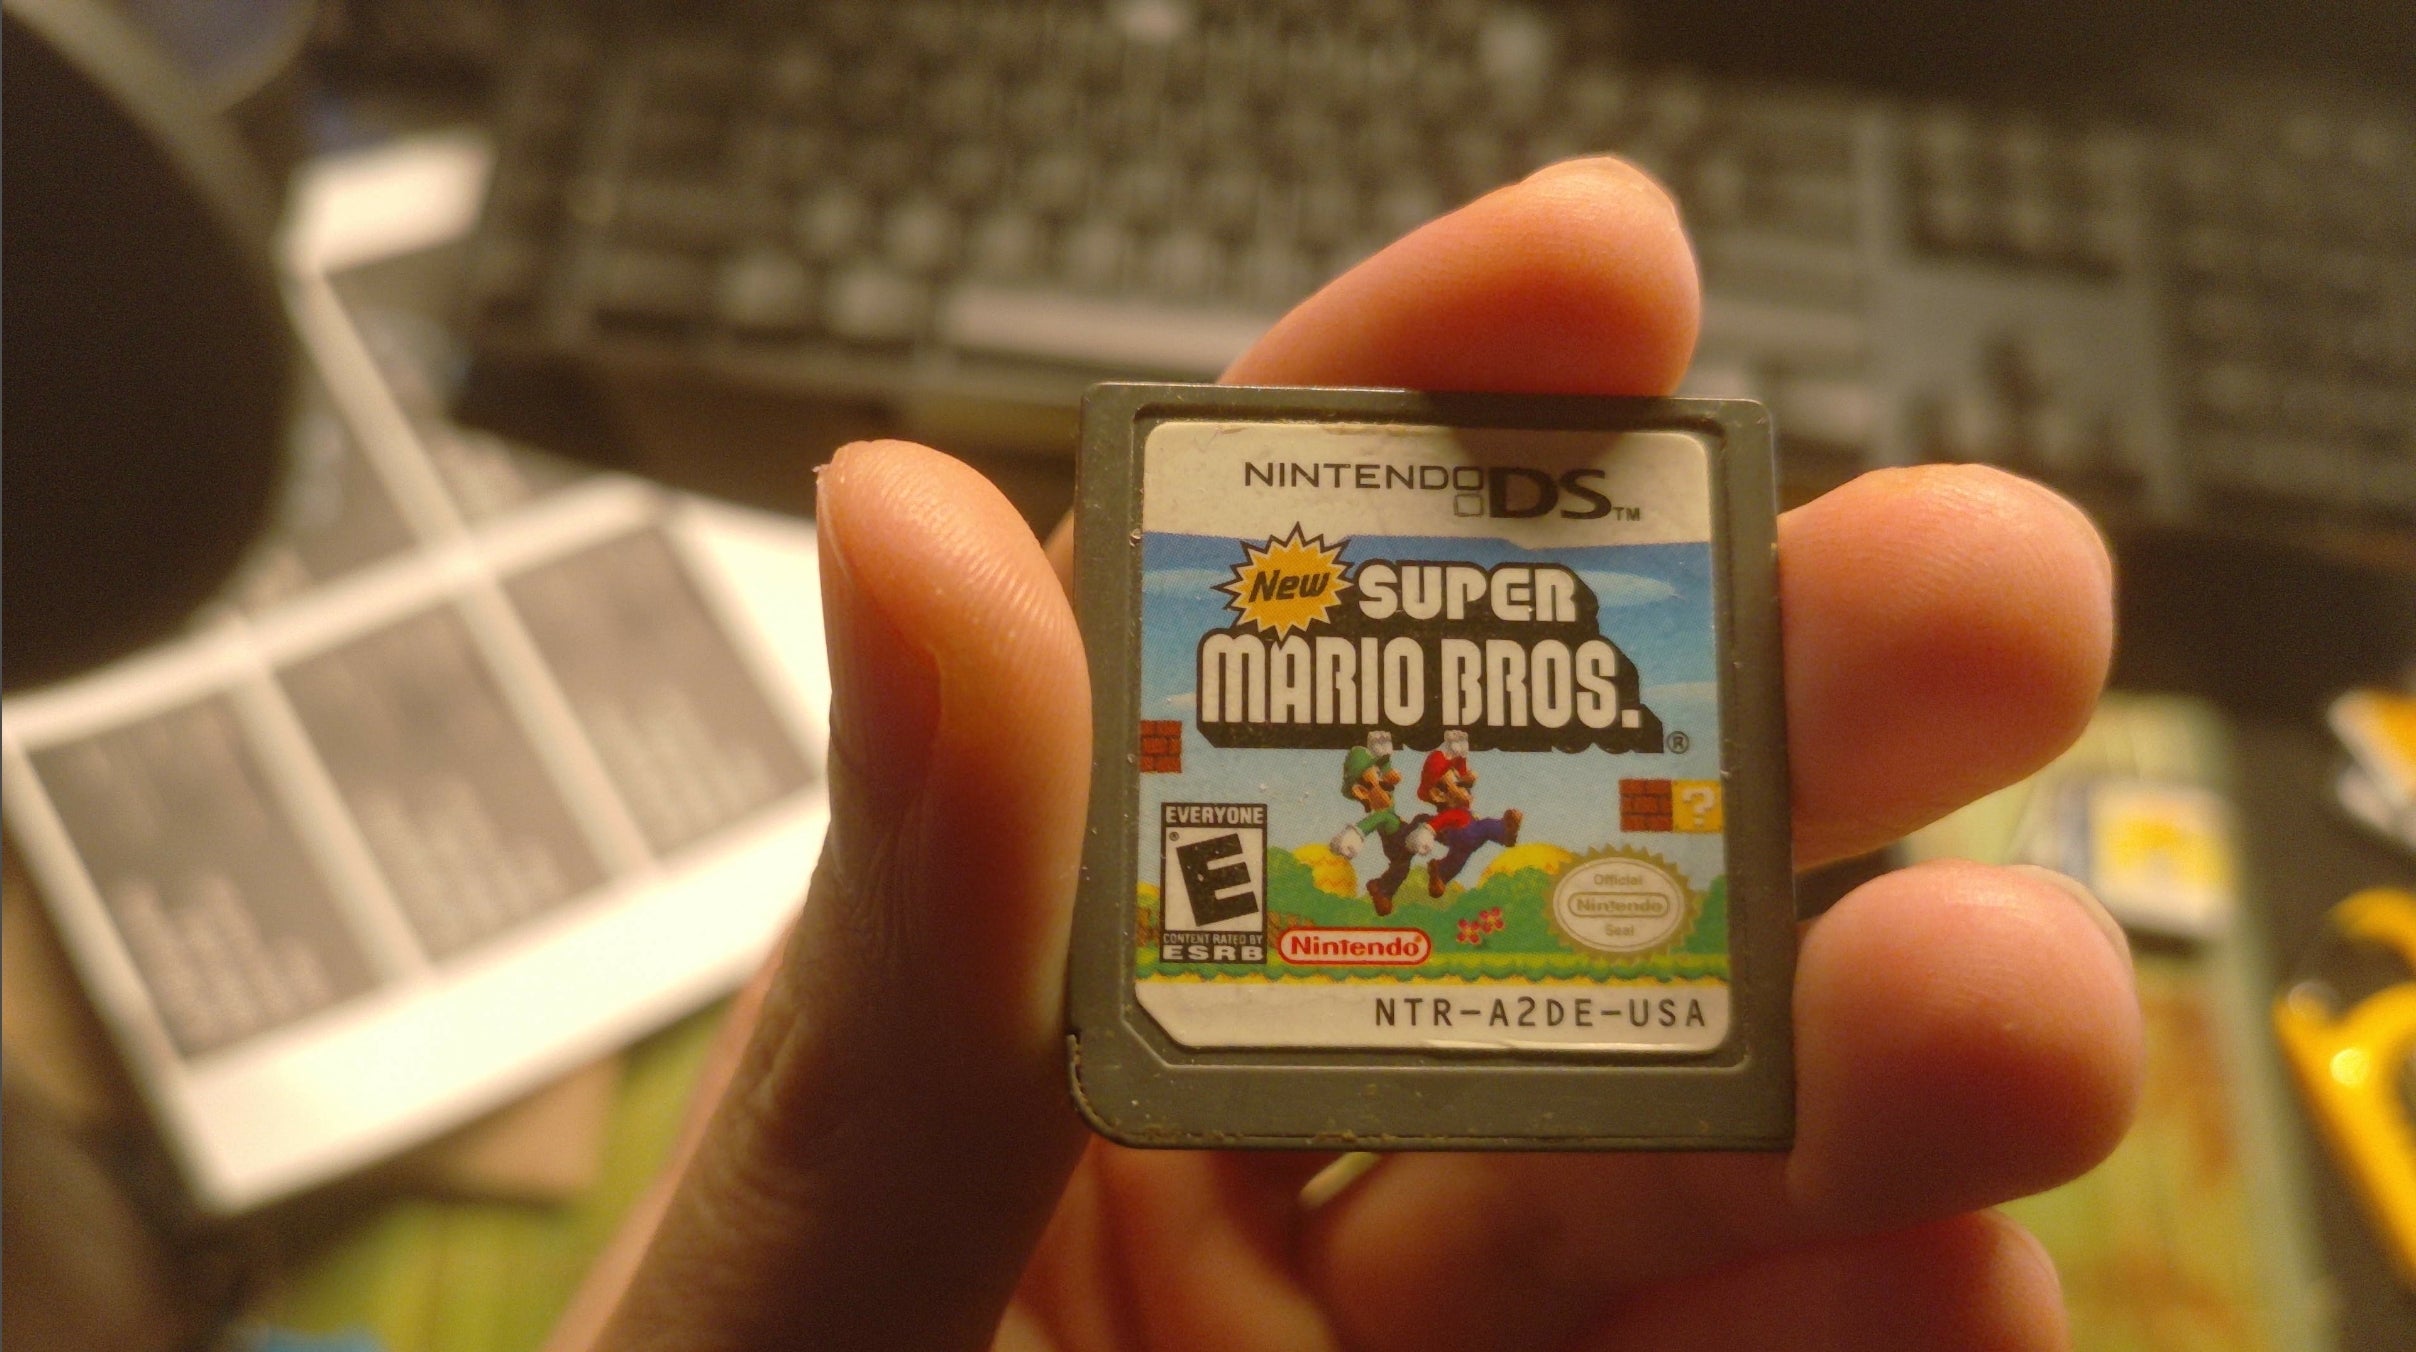 NINTENDO DS™
New SUPER
MARIO BROS.®
?
EVERYONE
E®
CONTENT RATED BY
ESRB
Nintendo®
Official
Nintendo
Seal
NTR-A2DE-USA